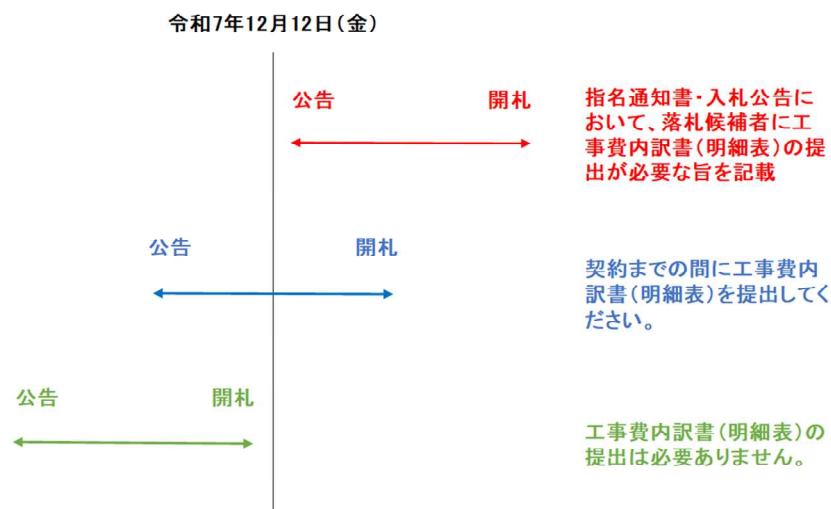 令和7年12月12日(金)
公告 開札
指名通知書・入札公告に
おいて、落札候補者に工
事費内訳書(明細表)の提
出が必要な旨を記載
公告 開札
契約までの間に工事費内
訳書(明細表)を提出してく
ださい。
公告 開札
工事費内訳書(明細表)の
提出は必要ありません。